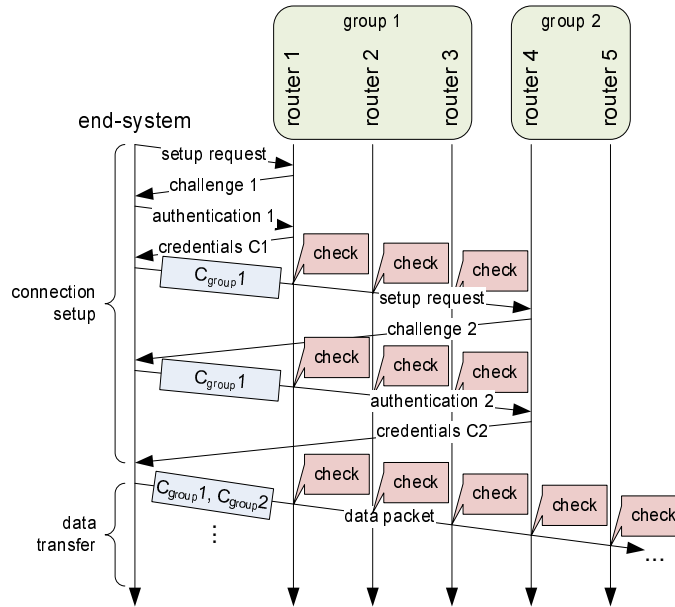 group 1
group 2
router 1
router 2
router 3
router 4
router 5
end-system
setup request
challenge 1
authentication 1
credentials C1
check
check
check
Cgroup1
setup request
connection
setup
challenge 2
check
check
check
Cgroup1
authentication 2
credentials C2
check
check
check
check
check
Cgroup1, Cgroup2
data packet
data
transfer
⋮
...